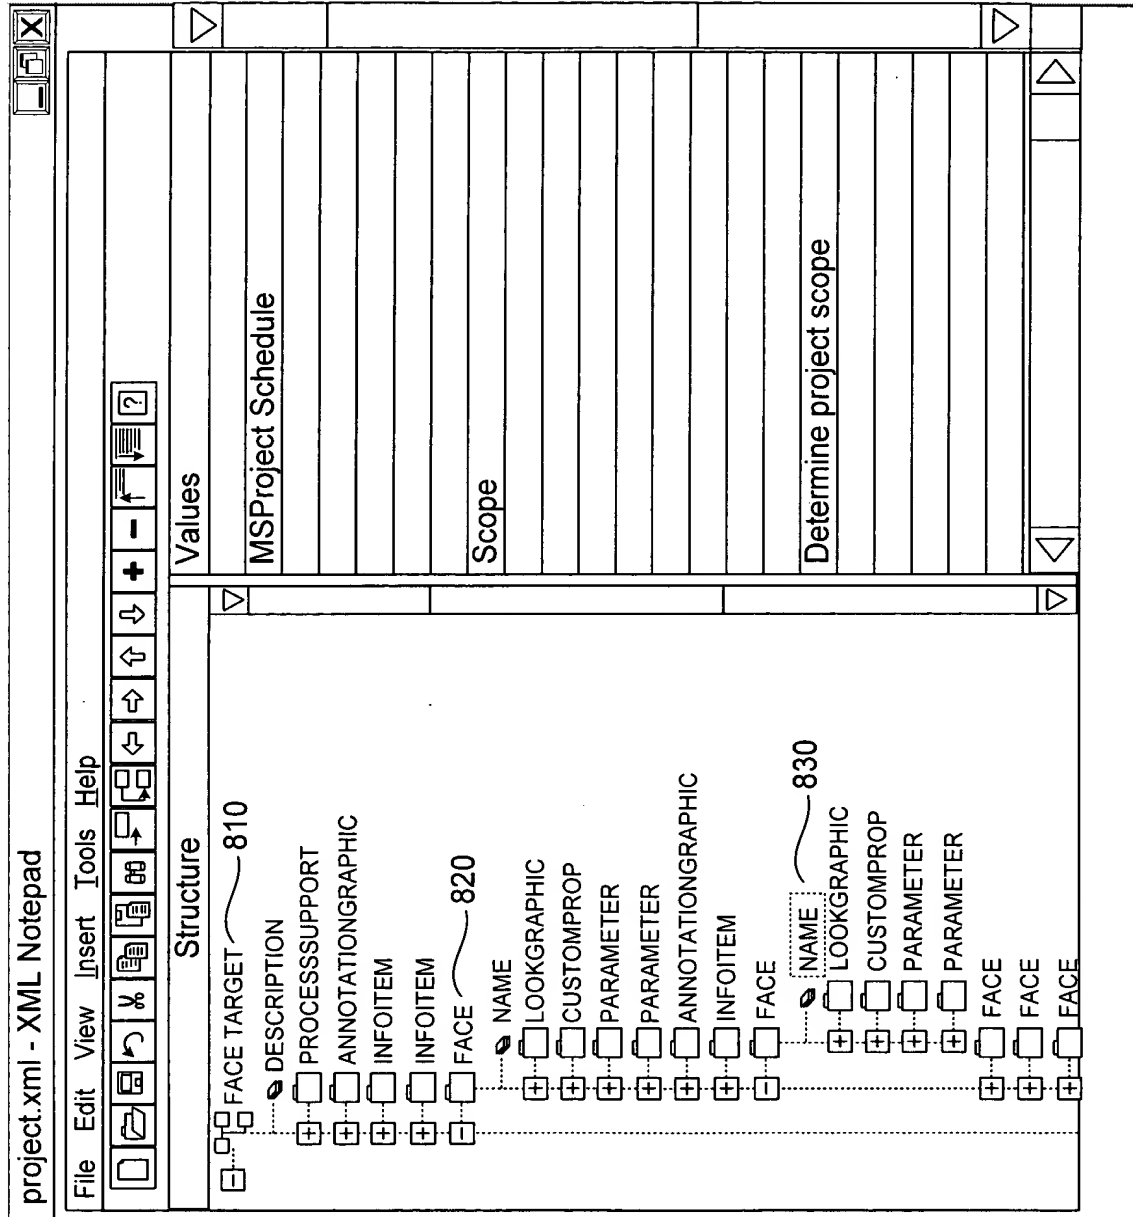 project.xml - XML Notepad
File Edit View Insert Tools Help
?
Structure
Values
FACE TARGET 810
DESCRIPTION
MSProject Schedule
PROCESSSUPPORT
ANNOTATIONGRAPHIC
INFOITEM
INFOITEM
FACE 820
NAME
Scope
LOOKGRAPHIC
CUSTOMPROP
PARAMETER
PARAMETER
ANNOTATIONGRAPHIC
INFOITEM
FACE
NAME 830
Determine project scope
LOOKGRAPHIC
CUSTOMPROP
PARAMETER
PARAMETER
FACE
FACE
FACE